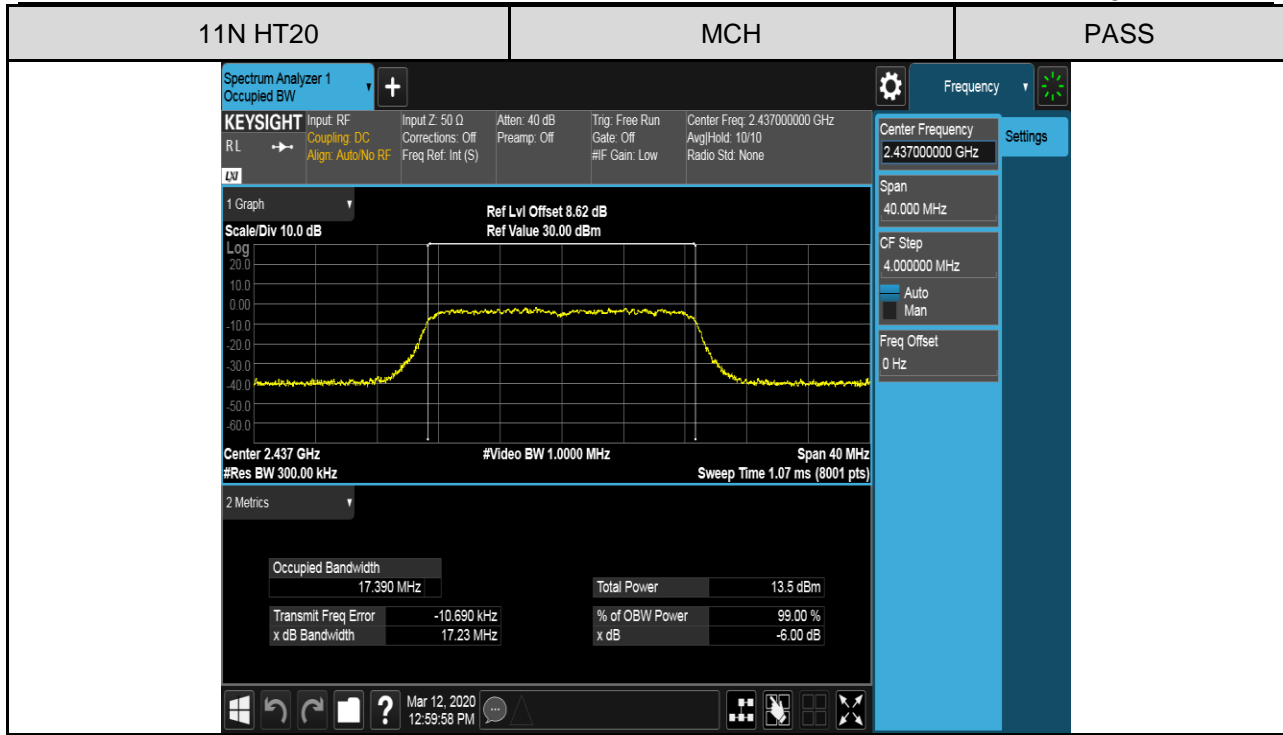 11N HT20 MCH PASS
Spectrum Analyzer 1
Occupied BW
+
Frequency
KEYSIGHT
RL
LXI
Input: RF
Coupling: DC
Align: Auto/No RF
Input Z: 50 Ω
Corrections: Off
Freq Ref: Int (S)
Atten: 40 dB
Preamp: Off
Trig: Free Run
Gate: Off
#IF Gain: Low
Center Freq: 2.437000000 GHz
Avg|Hold: 10/10
Radio Std: None
Center Frequency
2.437000000 GHz
Settings
Span
40.000 MHz
CF Step
4.000000 MHz
Auto
Man
Freq Offset
0 Hz
1 Graph
Scale/Div 10.0 dB
Ref Lvl Offset 8.62 dB
Ref Value 30.00 dBm
Log
20.0
10.0
0.00
-10.0
-20.0
-30.0
-40.0
-50.0
-60.0
Center 2.437 GHz #Video BW 1.0000 MHz Span 40 MHz
#Res BW 300.00 kHz Sweep Time 1.07 ms (8001 pts)
2 Metrics
Occupied Bandwidth
17.390 MHz
Total Power 13.5 dBm
Transmit Freq Error -10.690 kHz % of OBW Power 99.00 %
x dB Bandwidth 17.23 MHz x dB -6.00 dB
?
Mar 12, 2020
12:59:58 PM